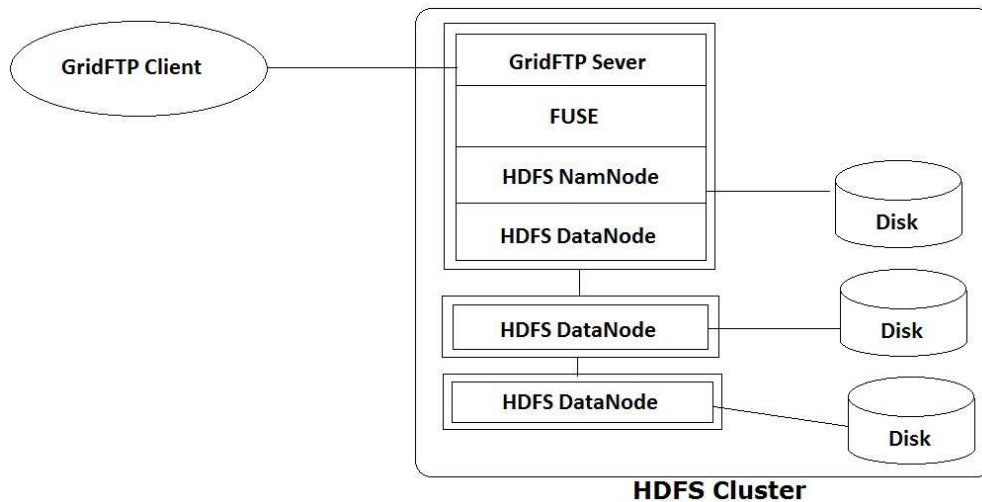 GridFTP Client
GridFTP Sever
FUSE
HDFS NamNode
Disk
HDFS DataNode
HDFS DataNode
Disk
HDFS DataNode
Disk
HDFS Cluster